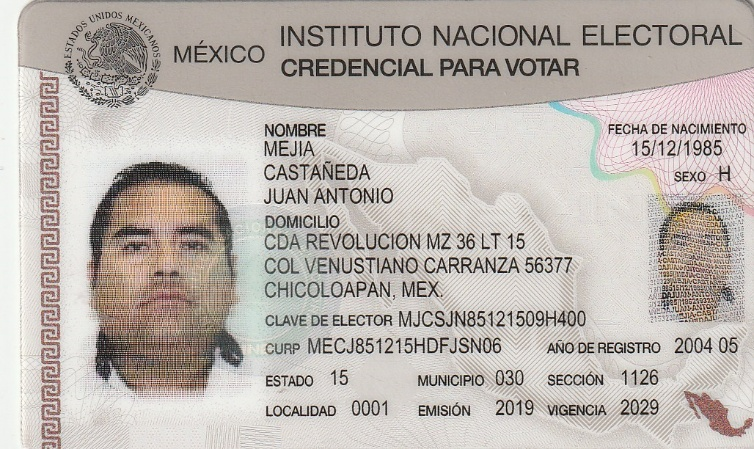 ESTADOS UNIDOS MEXICANOS
MÉXICO
INSTITUTO NACIONAL ELECTORAL
CREDENCIAL PARA VOTAR
NOMBRE
MEJIA
CASTAÑEDA
JUAN ANTONIO
FECHA DE NACIMIENTO
15/12/1985
SEXO H
DOMICILIO
CDA REVOLUCION MZ 36 LT 15
COL VENUSTIANO CARRANZA 56377
CHICOLOAPAN, MEX.
CLAVE DE ELECTOR MJCSJN85121509H400
CURP MECJ851215HDFJSN06 AÑO DE REGISTRO 2004 05
ESTADO 15 MUNICIPIO 030 SECCIÓN 1126
LOCALIDAD 0001 EMISIÓN 2019 VIGENCIA 2029